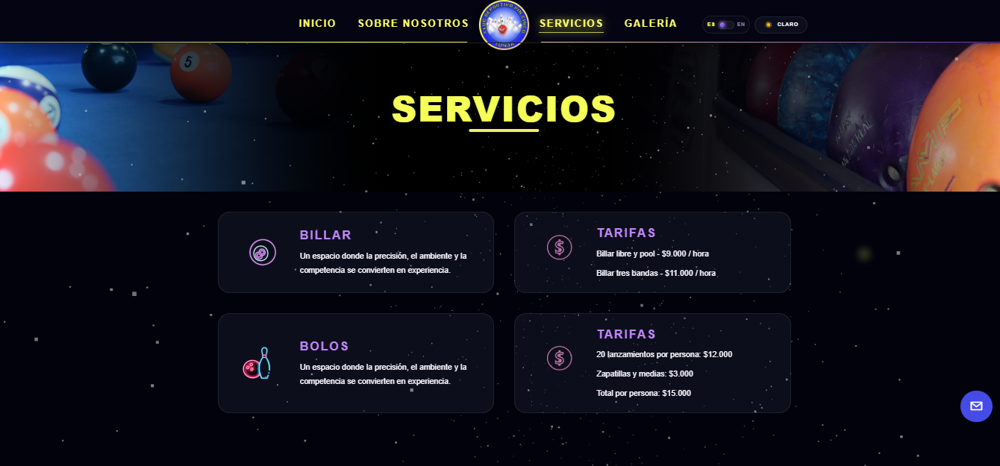 INICIO
SOBRE NOSOTROS
SERVICIOS
GALERÍA
ES
EN
CLARO
5
SERVICIOS
BILLAR
Un espacio donde la precisión, el ambiente y la
competencia se convierten en experiencia.
TARIFAS
Billar libre y pool - $9.000 / hora
Billar tres bandas - $11.000 / hora
BOLOS
Un espacio donde la precisión, el ambiente y la
competencia se convierten en experiencia.
TARIFAS
20 lanzamientos por persona: $12.000
Zapatillas y medias: $3.000
Total por persona: $15.000